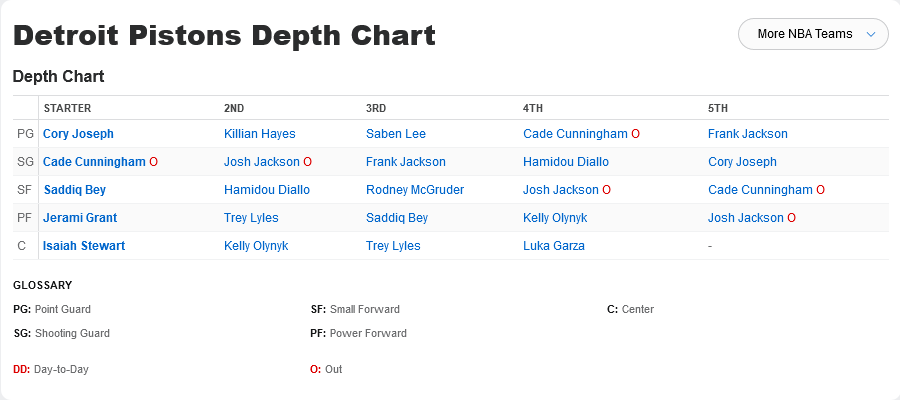 Detroit Pistons Depth Chart
More NBA Teams
Depth Chart
STARTER 2ND 3RD 4TH 5TH
PG Cory Joseph Killian Hayes Saben Lee Cade Cunningham O Frank Jackson
SG Cade Cunningham O Josh Jackson O Frank Jackson Hamidou Diallo Cory Joseph
SF Saddiq Bey Hamidou Diallo Rodney McGruder Josh Jackson O Cade Cunningham O
PF Jerami Grant Trey Lyles Saddiq Bey Kelly Olynyk Josh Jackson O
C Isaiah Stewart Kelly Olynyk Trey Lyles Luka Garza -
GLOSSARY
PG: Point Guard SF: Small Forward C: Center
SG: Shooting Guard PF: Power Forward
DD: Day-to-Day O: Out